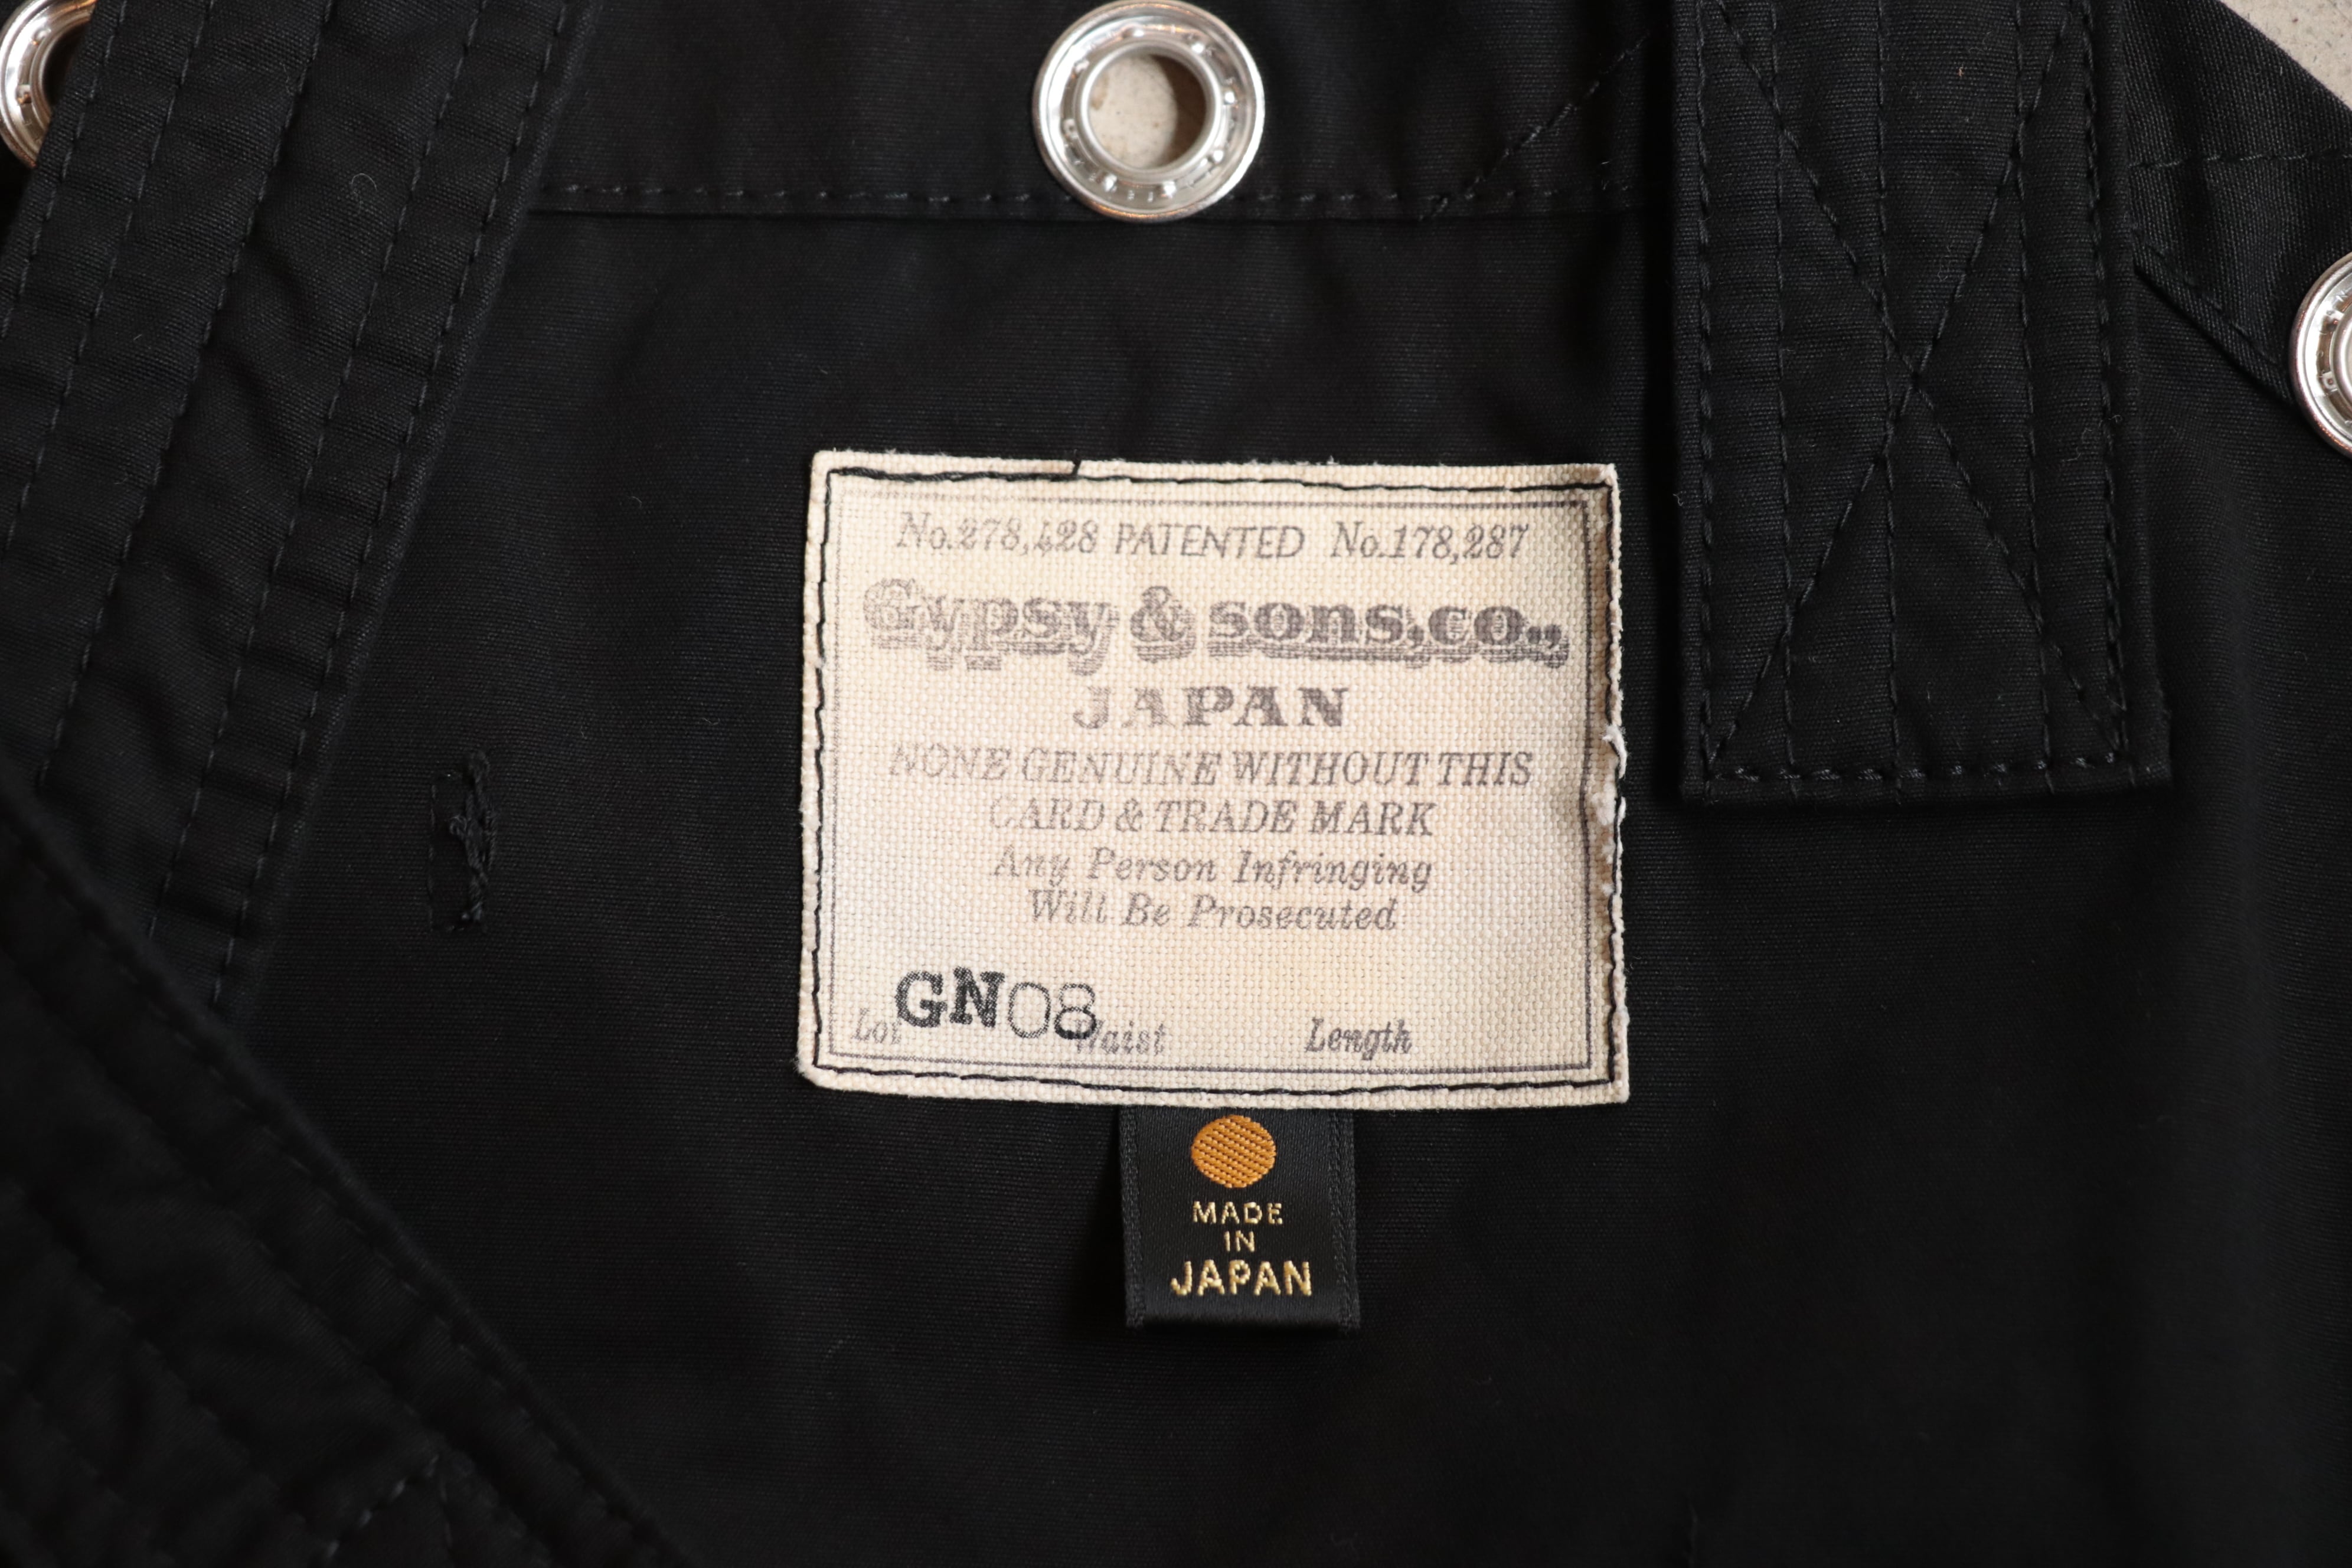 No.278,428 PATENTED No.178,287
Gypsy & sons,co.,
JAPAN
NONE GENUINE WITHOUT THIS
CARD & TRADE MARK
Any Person Infringing
Will Be Prosecuted
GN08
Lot Waist Length
MADE
IN
JAPAN